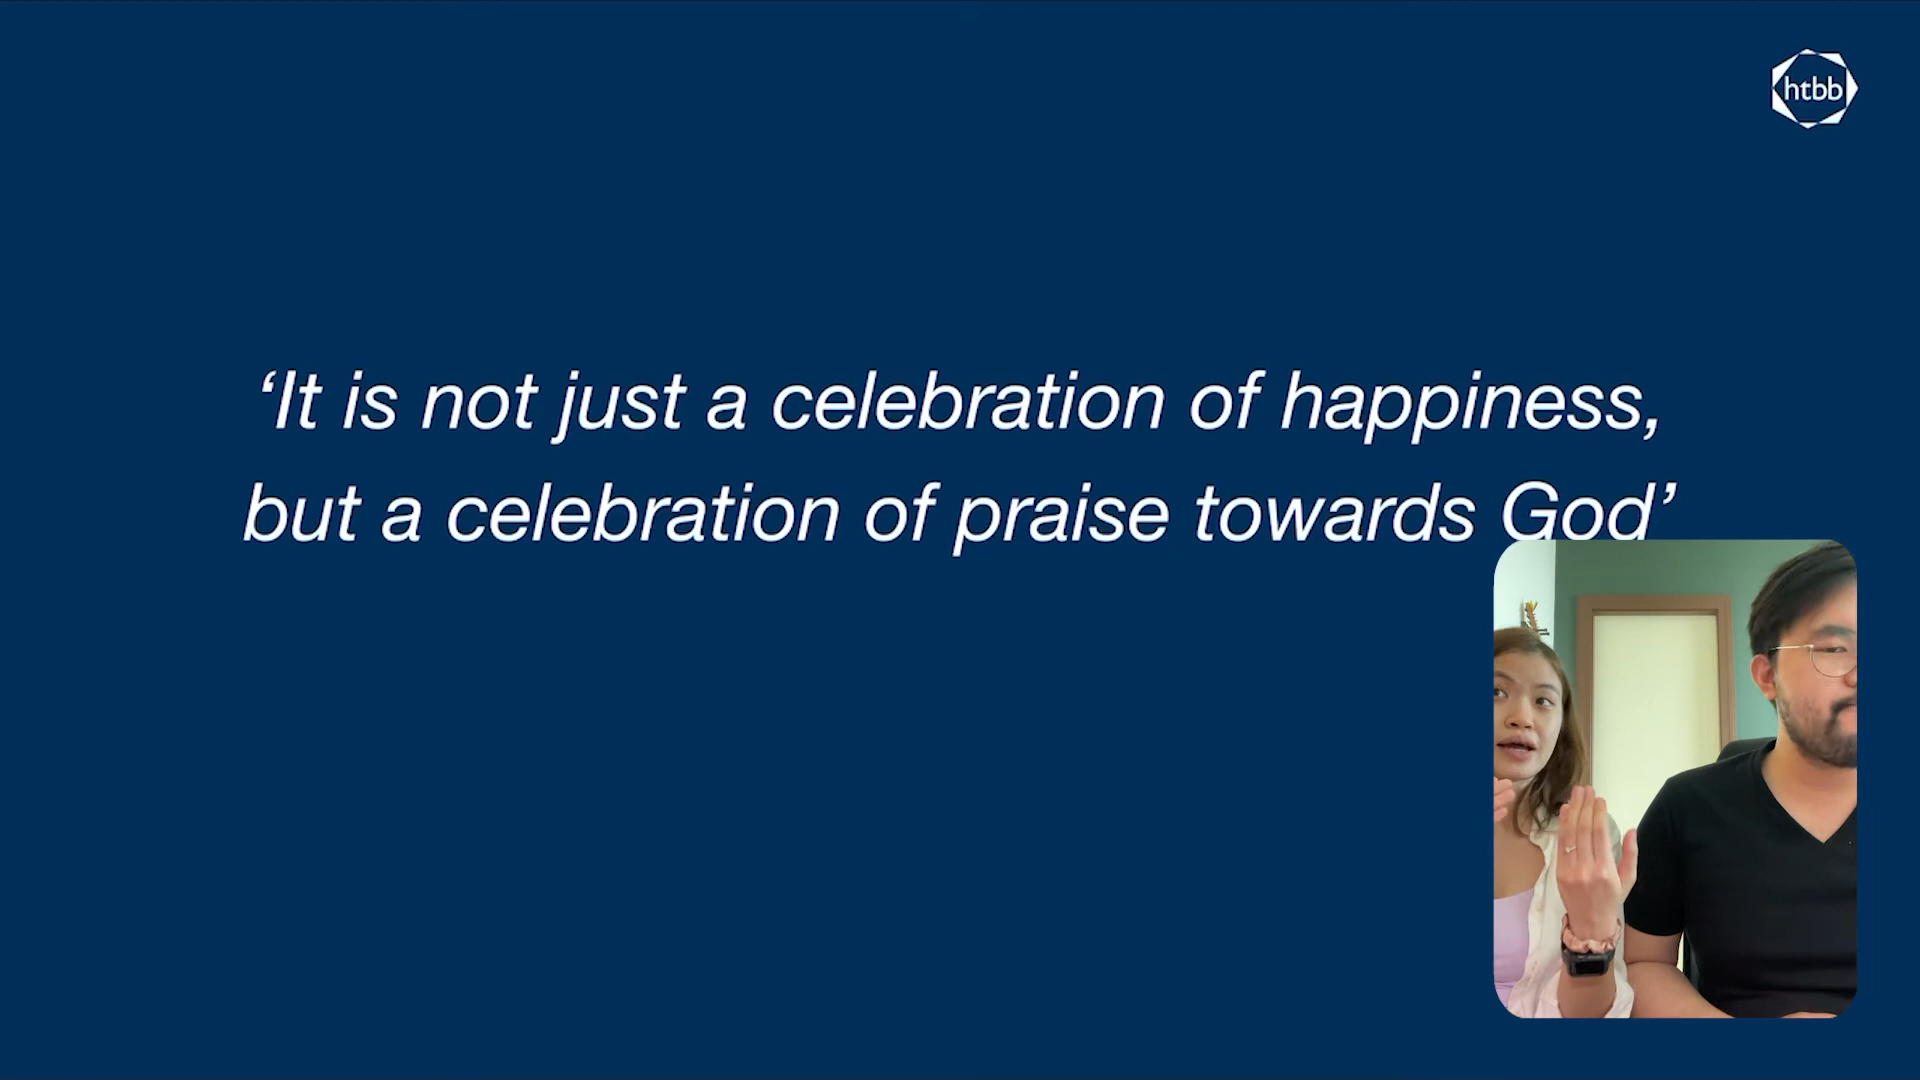 htbb
‘It is not just a celebration of happiness,
but a celebration of praise towards God’